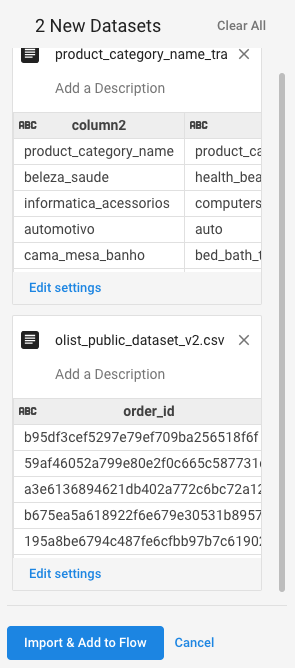 2 New Datasets Clear All
product_category_name_tra
Add a Description
ABC column2 ABC
product_category_name product_ca
beleza_saude health_bea
informatica_acessorios computers
automotivo auto
cama_mesa_banho bed_bath_t
Edit settings
olist_public_dataset_v2.csv
Add a Description
ABC order_id
b95df3cef5297e79ef709ba256518f6f
59af46052a799e80e2f0c665c587731
a3e6136894621db402a772c6bc72a12
b675ea5a618922f6e679e30531b8957
195a8be6794c487fe6cfbb97b7c6190
Edit settings
Import & Add to Flow Cancel